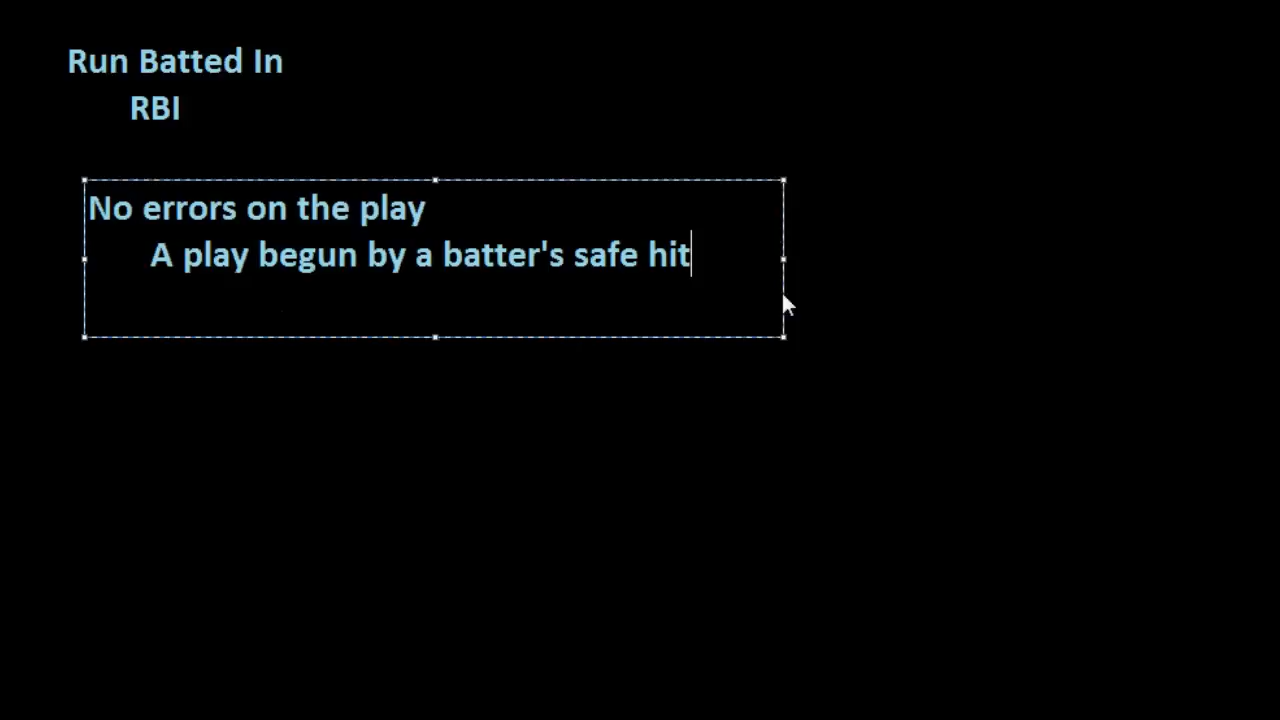 Run Batted In
RBI
No errors on the play
A play begun by a batter's safe hit